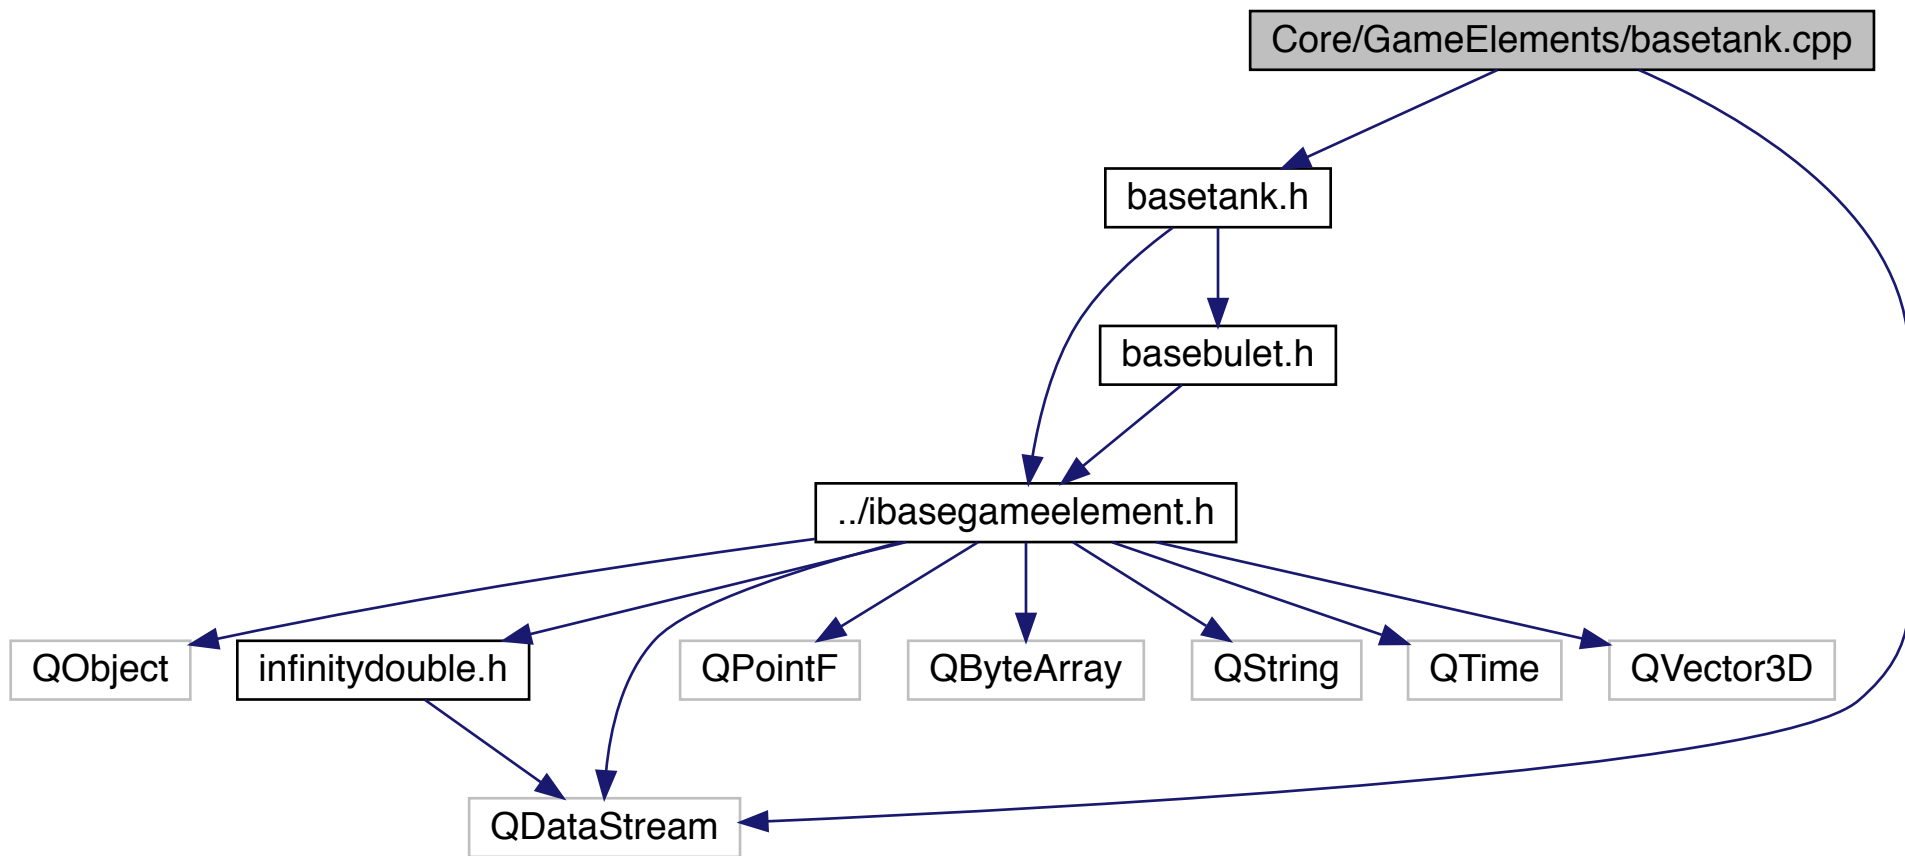 Core/GameElements/basetank.cpp
basetank.h
basebulet.h
../ibasegameelement.h
QObject
infinitydouble.h
QPointF
QByteArray
QString
QTime
QVector3D
QDataStream